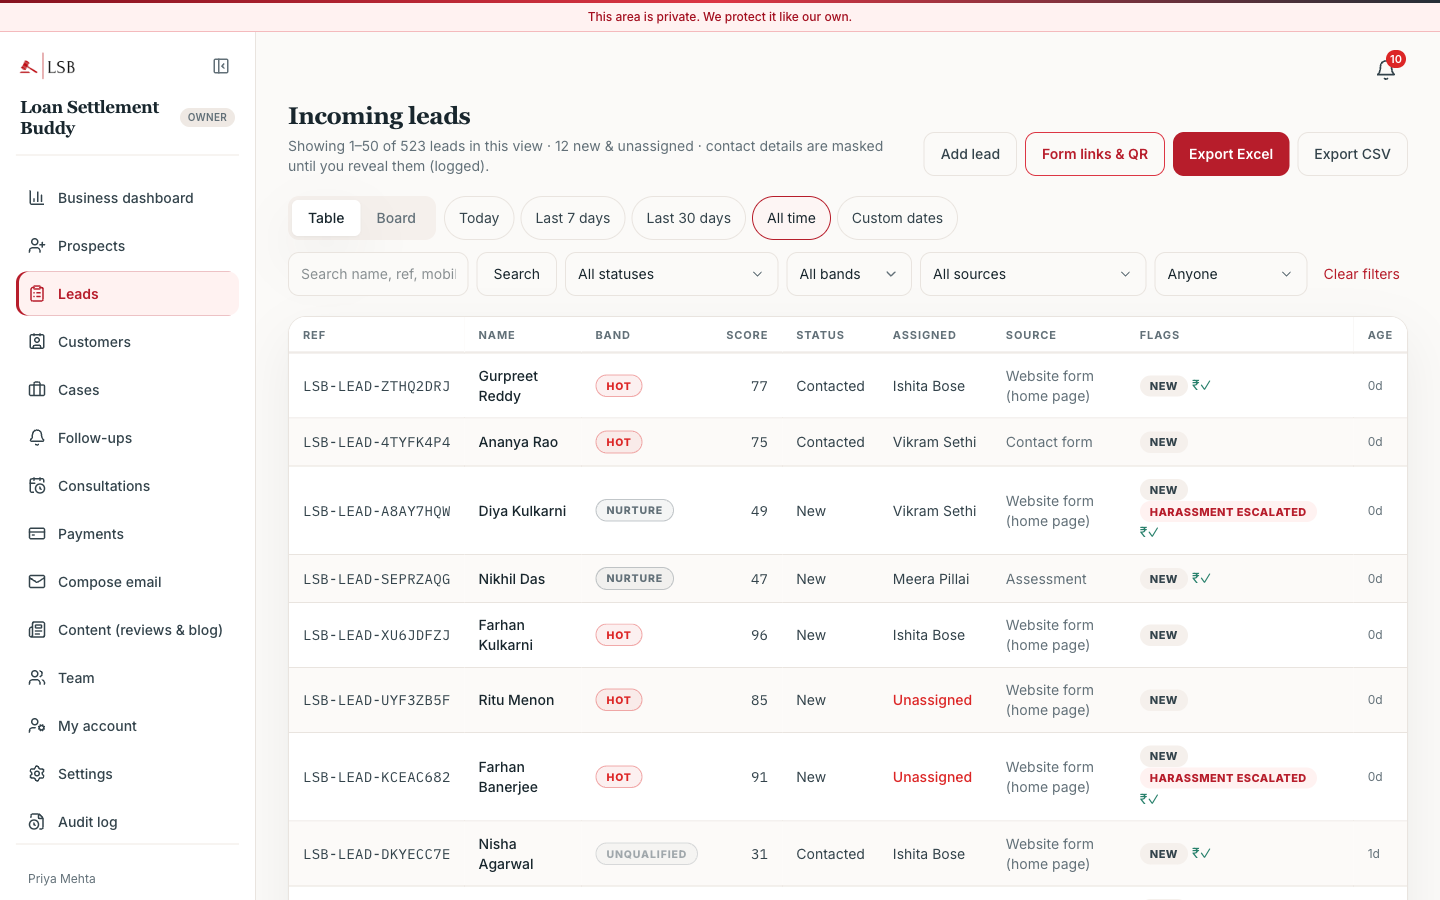 This area is private. We protect it like our own.
LSB
Loan Settlement
Buddy
OWNER
Business dashboard
Prospects
Leads
Customers
Cases
Follow-ups
Consultations
Payments
Compose email
Content (reviews & blog)
Team
My account
Settings
Audit log
Priya Mehta
10
Incoming leads
Showing 1–50 of 523 leads in this view · 12 new & unassigned · contact details are masked
until you reveal them (logged).
Add lead
Form links & QR
Export Excel
Export CSV
Table Board Today Last 7 days Last 30 days All time Custom dates
Search name, ref, mobil Search All statuses All bands All sources Anyone Clear filters
REF NAME BAND SCORE STATUS ASSIGNED SOURCE FLAGS AGE
LSB-LEAD-ZTHQ2DRJ Gurpreet Reddy HOT 77 Contacted Ishita Bose Website form (home page) NEW ₹✓ 0d
LSB-LEAD-4TYFK4P4 Ananya Rao HOT 75 Contacted Vikram Sethi Contact form NEW 0d
LSB-LEAD-A8AY7HQW Diya Kulkarni NURTURE 49 New Vikram Sethi Website form (home page) NEW HARASSMENT ESCALATED ₹✓ 0d
LSB-LEAD-SEPRZAQG Nikhil Das NURTURE 47 New Meera Pillai Assessment NEW ₹✓ 0d
LSB-LEAD-XU6JDFZJ Farhan Kulkarni HOT 96 New Ishita Bose Website form (home page) NEW 0d
LSB-LEAD-UYF3ZB5F Ritu Menon HOT 85 New Unassigned Website form (home page) NEW 0d
LSB-LEAD-KCEAC682 Farhan Banerjee HOT 91 New Unassigned Website form (home page) NEW HARASSMENT ESCALATED ₹✓ 0d
LSB-LEAD-DKYECC7E Nisha Agarwal UNQUALIFIED 31 Contacted Ishita Bose Website form (home page) NEW ₹✓ 1d